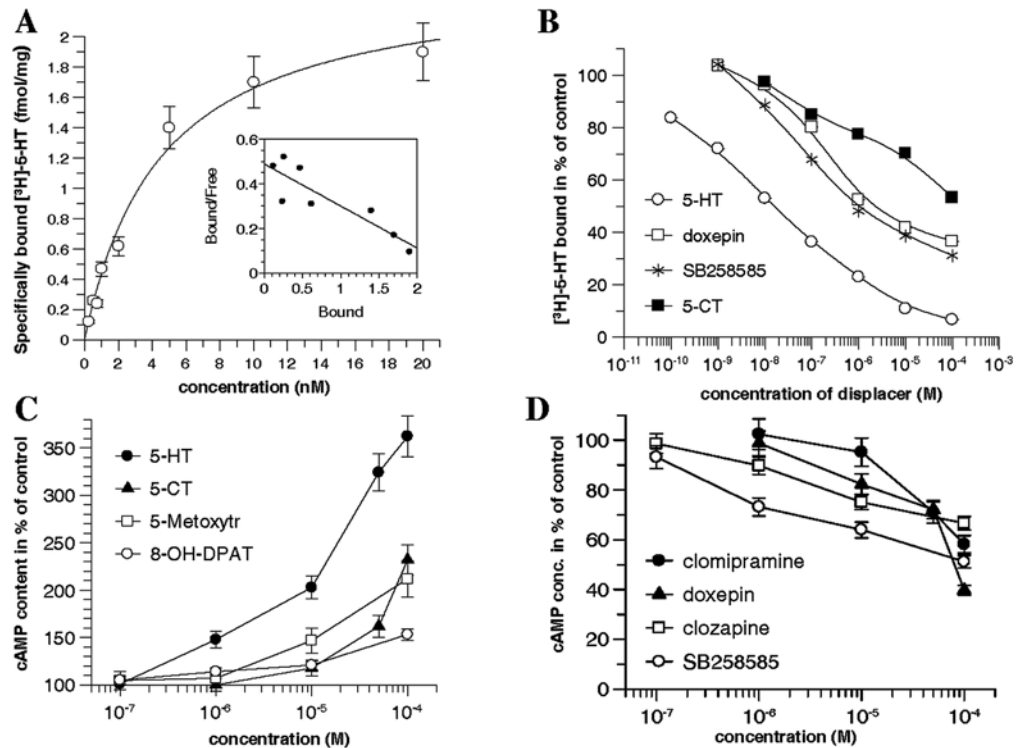 A
Specifically bound [³H]-5-HT (fmol/mg)
2
1.8
1.6
1.4
1.2
1
0.8
0.6
0.4
0.2
0
0 2 4 6 8 10 12 14 16 18 20
concentration (nM)
Bound/Free
0.6
0.4
0.2
0
0 0.4 0.8 1.2 1.6 2
Bound
B
[³H]-5-HT bound in % of control
100
80
60
40
20
0
5-HT
doxepin
SB258585
5-CT
10⁻¹¹ 10⁻¹⁰ 10⁻⁹ 10⁻⁸ 10⁻⁷ 10⁻⁶ 10⁻⁵ 10⁻⁴ 10⁻³
concentration of displacer (M)
C
cAMP content in % of control
350
300
250
200
150
100
5-HT
5-CT
5-Metoxytr
8-OH-DPAT
10⁻⁷ 10⁻⁶ 10⁻⁵ 10⁻⁴
concentration (M)
D
cAMP conc. in % of control
100
80
60
40
20
0
clomipramine
doxepin
clozapine
SB258585
10⁻⁷ 10⁻⁶ 10⁻⁵ 10⁻⁴
concentration (M)